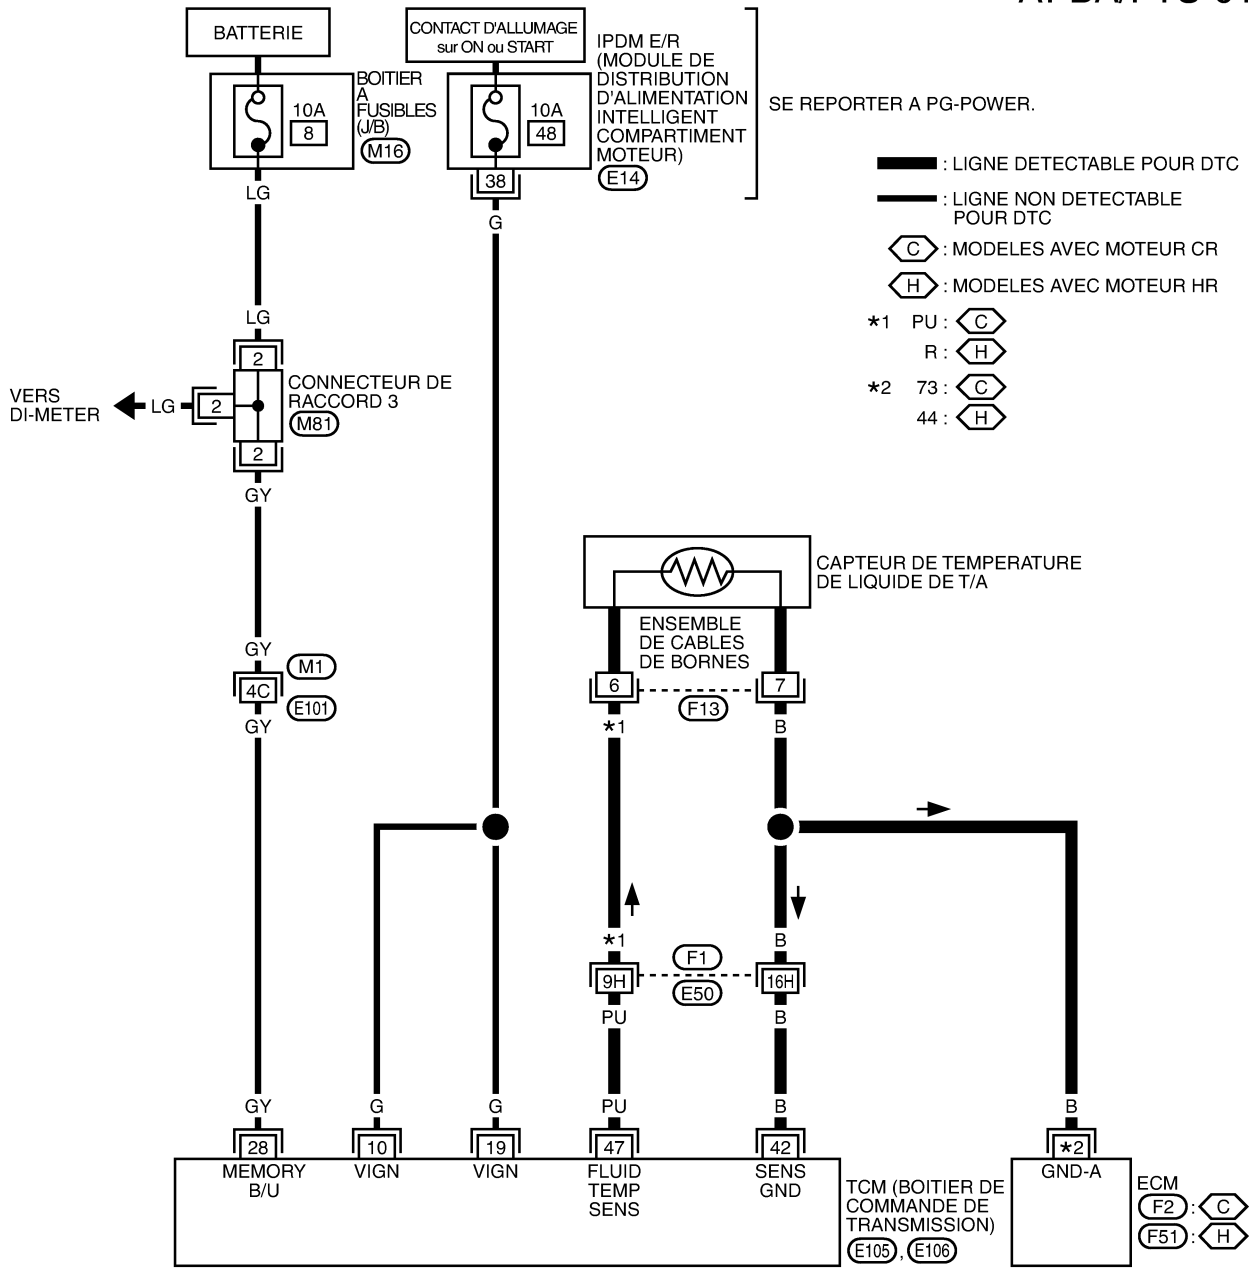 BATTERIE
CONTACT D'ALLUMAGE
sur ON ou START
10A
8
BOITIER
A
FUSIBLES
(J/B)
M16
10A
48
IPDM E/R
(MODULE DE
DISTRIBUTION
D'ALIMENTATION
INTELLIGENT
COMPARTIMENT
MOTEUR)
E14
SE REPORTER A PG-POWER.
38
LG
G
: LIGNE DETECTABLE POUR DTC
: LIGNE NON DETECTABLE
POUR DTC
C : MODELES AVEC MOTEUR CR
H : MODELES AVEC MOTEUR HR
*1 PU : C
R : H
*2 73 : C
44 : H
LG
2
VERS
DI-METER
LG
2
CONNECTEUR DE
RACCORD 3
M81
2
GY
CAPTEUR DE TEMPERATURE
DE LIQUIDE DE T/A
ENSEMBLE
DE CABLES
DE BORNES
GY
M1
4C
E101
GY
6
7
F13
*1
B
*1
B
F1
9H
16H
E50
PU
B
GY
G
G
PU
B
B
28
10
19
47
42
*2
MEMORY
B/U
VIGN
VIGN
FLUID
TEMP
SENS
SENS
GND
TCM (BOITIER DE
COMMANDE DE
TRANSMISSION)
E105 , E106
GND-A
ECM
F2 : C
F51 : H